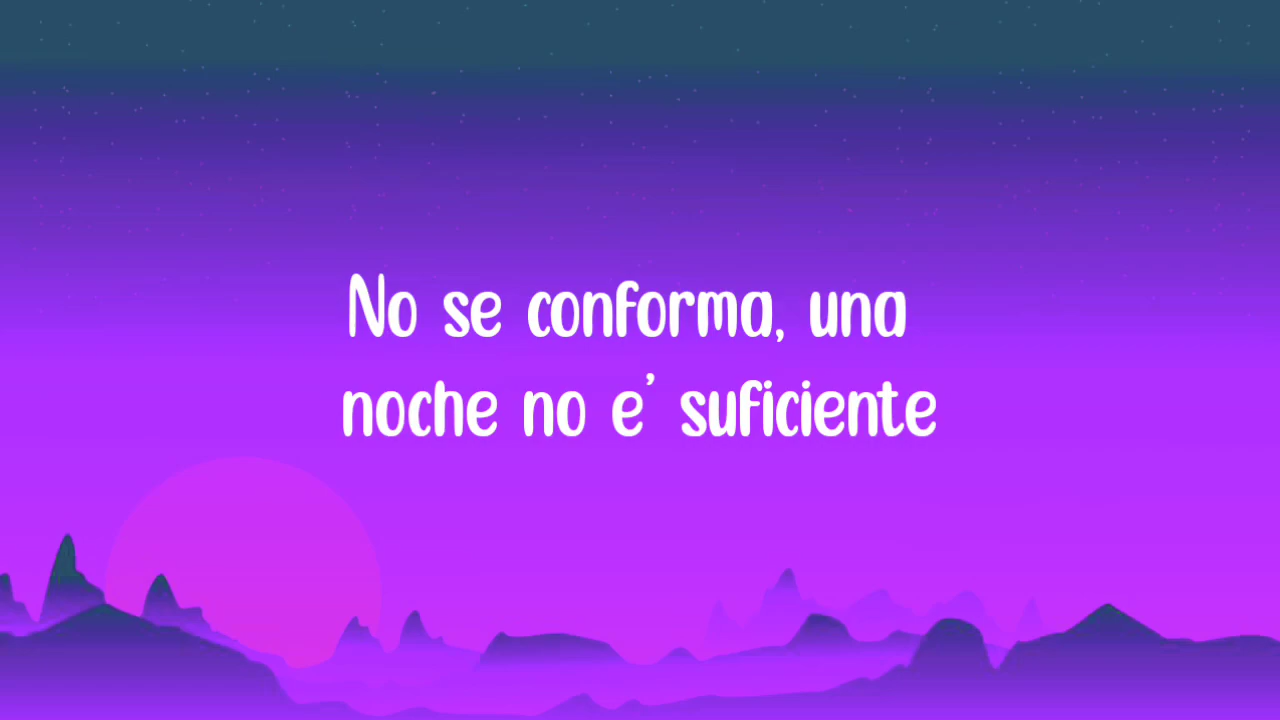 No se conforma, una
noche no e' suficiente